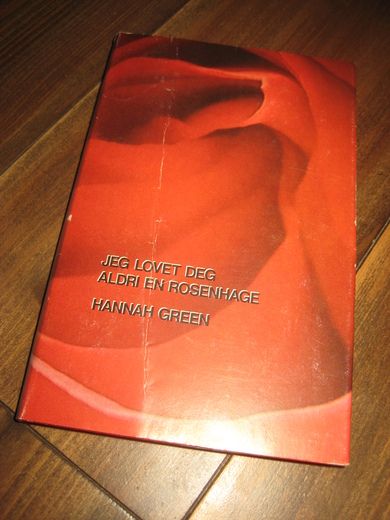 JEG LOVET DEG
ALDRI EN ROSENHAGE
HANNAH GREEN